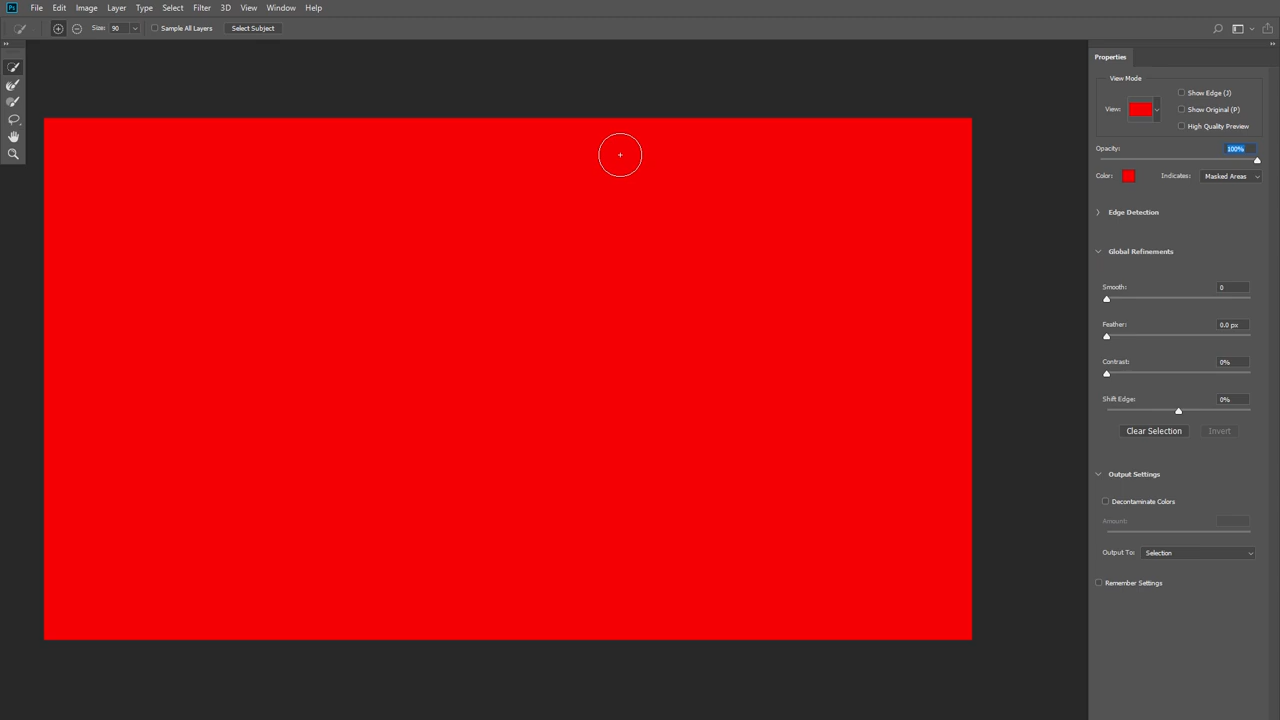 Ps File Edit Image Layer Type Select Filter 3D View Window Help
Size: 90 Sample All Layers Select Subject
Properties
View Mode
View: Show Edge (J)
Show Original (P)
High Quality Preview
Opacity: 100%
Color: Indicates: Masked Areas
Edge Detection
Global Refinements
Smooth: 0
Feather: 0.0 px
Contrast: 0%
Shift Edge: 0%
Clear Selection Invert
Output Settings
Decontaminate Colors
Amount:
Output To: Selection
Remember Settings